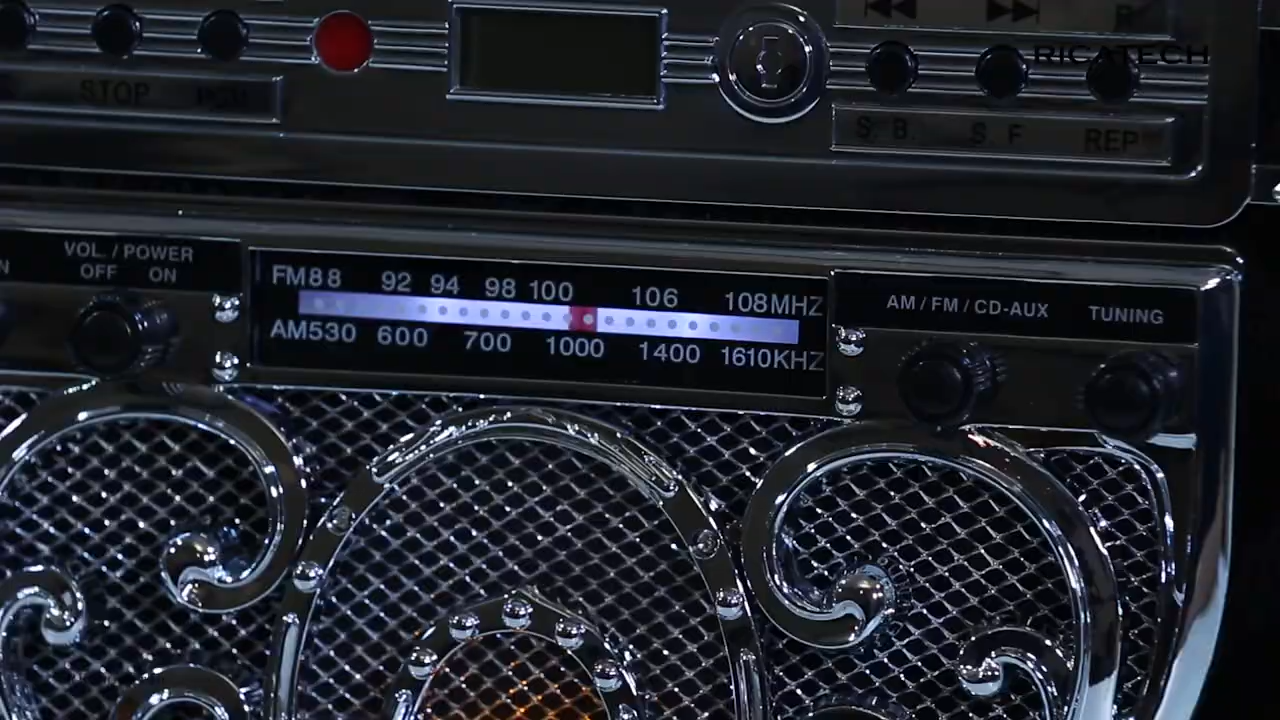 RICATECH
STOP PGM
S. B. S F REP
VOL. / POWER
OFF ON
FM88 92 94 98 100 106 108MHZ
AM530 600 700 1000 1400 1610KHZ
AM / FM / CD-AUX TUNING